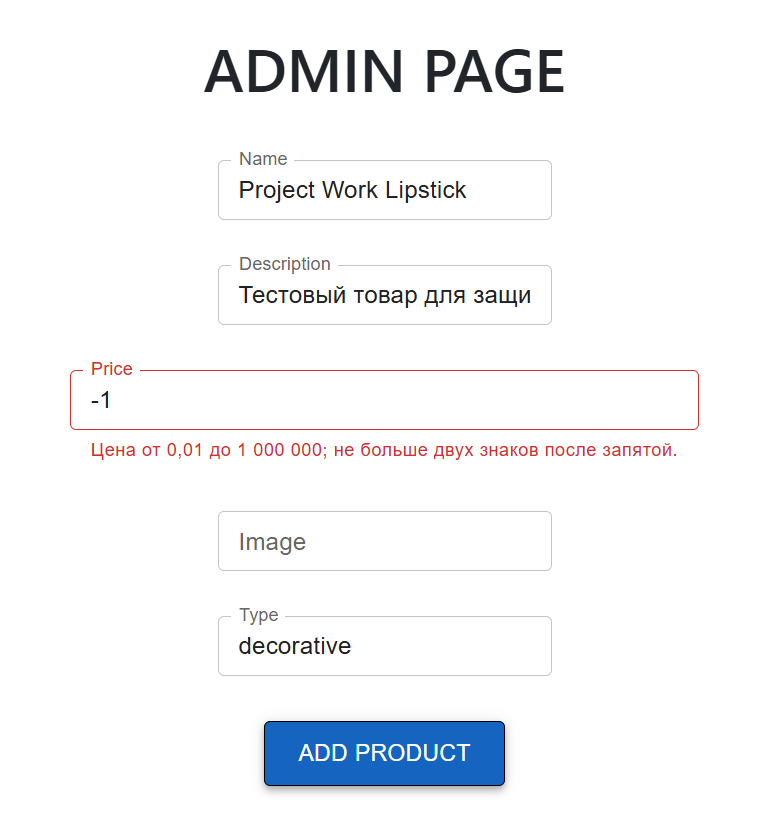 ADMIN PAGE
Name
Project Work Lipstick
Description
Тестовый товар для защи
Price
-1
Цена от 0,01 до 1 000 000; не больше двух знаков после запятой.
Image
Type
decorative
ADD PRODUCT